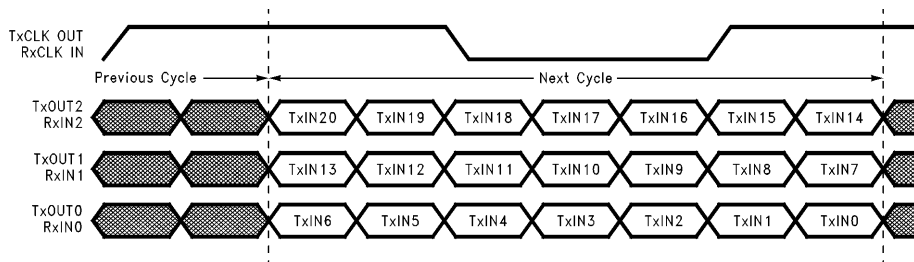 TxCLK OUT
RxCLK IN
Previous Cycle
Next Cycle
TxOUT2
RxIN2
TxIN20 TxIN19 TxIN18 TxIN17 TxIN16 TxIN15 TxIN14
TxOUT1
RxIN1
TxIN13 TxIN12 TxIN11 TxIN10 TxIN9 TxIN8 TxIN7
TxOUT0
RxIN0
TxIN6 TxIN5 TxIN4 TxIN3 TxIN2 TxIN1 TxIN0